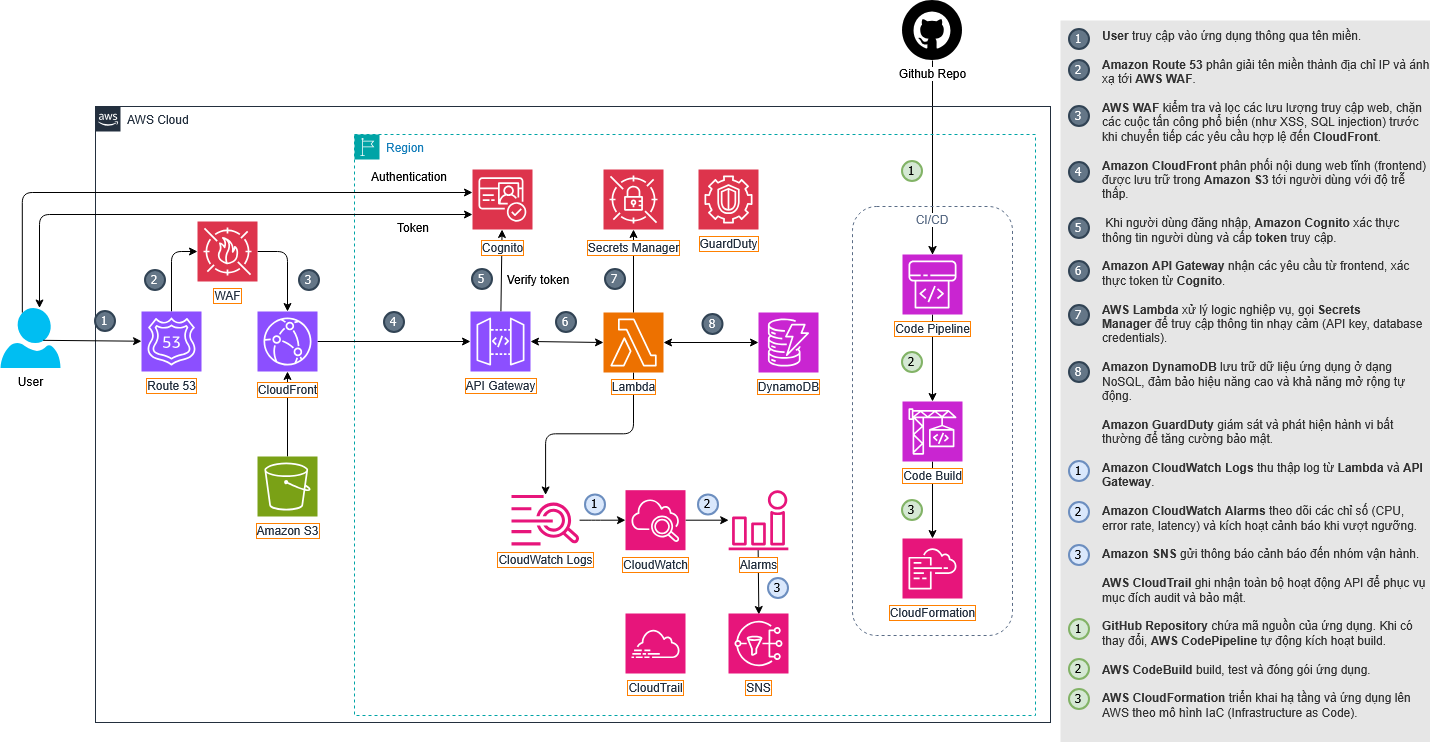 Github Repo
aws
AWS Cloud
Region
Authentication
Token
Cognito
Secrets Manager
GuardDuty
WAF
2
3
1
5
Verify token
7
53
Route 53
CloudFront
4
API Gateway
6
Lambda
8
DynamoDB
User
Amazon S3
CloudWatch Logs
1
CloudWatch
2
Alarms
3
CloudTrail
SNS
1
CI/CD
Code Pipeline
2
Code Build
3
CloudFormation
1 User truy cập vào ứng dụng thông qua tên miền.
2 Amazon Route 53 phân giải tên miền thành địa chỉ IP và ánh
xạ tới AWS WAF.
3 AWS WAF kiểm tra và lọc các lưu lượng truy cập web, chặn
các cuộc tấn công phổ biến (như XSS, SQL injection) trước
khi chuyển tiếp các yêu cầu hợp lệ đến CloudFront.
4 Amazon CloudFront phân phối nội dung web tĩnh (frontend)
được lưu trữ trong Amazon S3 tới người dùng với độ trễ
thấp.
5 Khi người dùng đăng nhập, Amazon Cognito xác thực
thông tin người dùng và cấp token truy cập.
6 Amazon API Gateway nhận các yêu cầu từ frontend, xác
thực token từ Cognito.
7 AWS Lambda xử lý logic nghiệp vụ, gọi Secrets
Manager để truy cập thông tin nhạy cảm (API key, database
credentials).
8 Amazon DynamoDB lưu trữ dữ liệu ứng dụng ở dạng
NoSQL, đảm bảo hiệu năng cao và khả năng mở rộng tự
động.
Amazon GuardDuty giám sát và phát hiện hành vi bất
thường để tăng cường bảo mật.
1 Amazon CloudWatch Logs thu thập log từ Lambda và API
Gateway.
2 Amazon CloudWatch Alarms theo dõi các chỉ số (CPU,
error rate, latency) và kích hoạt cảnh báo khi vượt ngưỡng.
3 Amazon SNS gửi thông báo cảnh báo đến nhóm vận hành.
AWS CloudTrail ghi nhận toàn bộ hoạt động API để phục vụ
mục đích audit và bảo mật.
1 GitHub Repository chứa mã nguồn của ứng dụng. Khi có
thay đổi, AWS CodePipeline tự động kích hoạt build.
2 AWS CodeBuild build, test và đóng gói ứng dụng.
3 AWS CloudFormation triển khai hạ tầng và ứng dụng lên
AWS theo mô hình IaC (Infrastructure as Code).